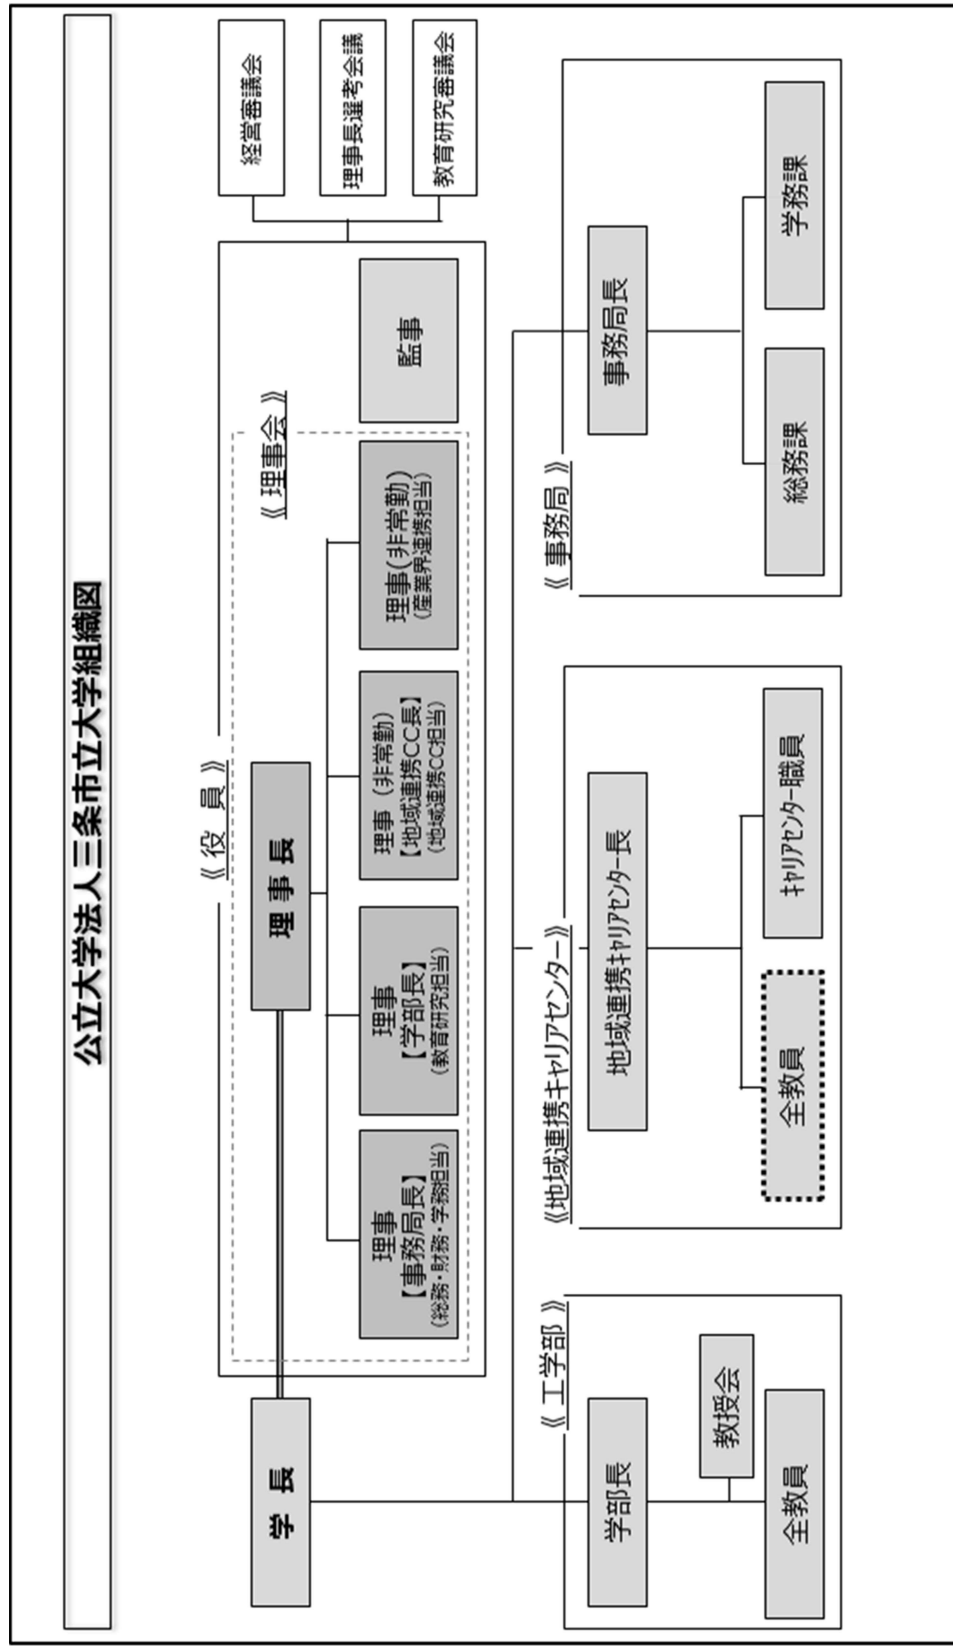 公立大学法人三条市立大学組織図
《 役 員 》
学 長
理 事 長
《 理事会 》
理事
【事務局長】
(総務・財務・学務担当)
理事
【学部長】
(教育研究担当)
理事 (非常勤)
【地域連携CC長】
(地域連携CC担当)
理事(非常勤)
(産業界連携担当)
監事
経営審議会
理事長選考会議
教育研究審議会
《 工学部 》
学部長
教授会
全教員
《地域連携キャリアセンター》
地域連携キャリアセンター長
全教員
キャリアセンター職員
《 事務局 》
事務局長
総務課
学務課